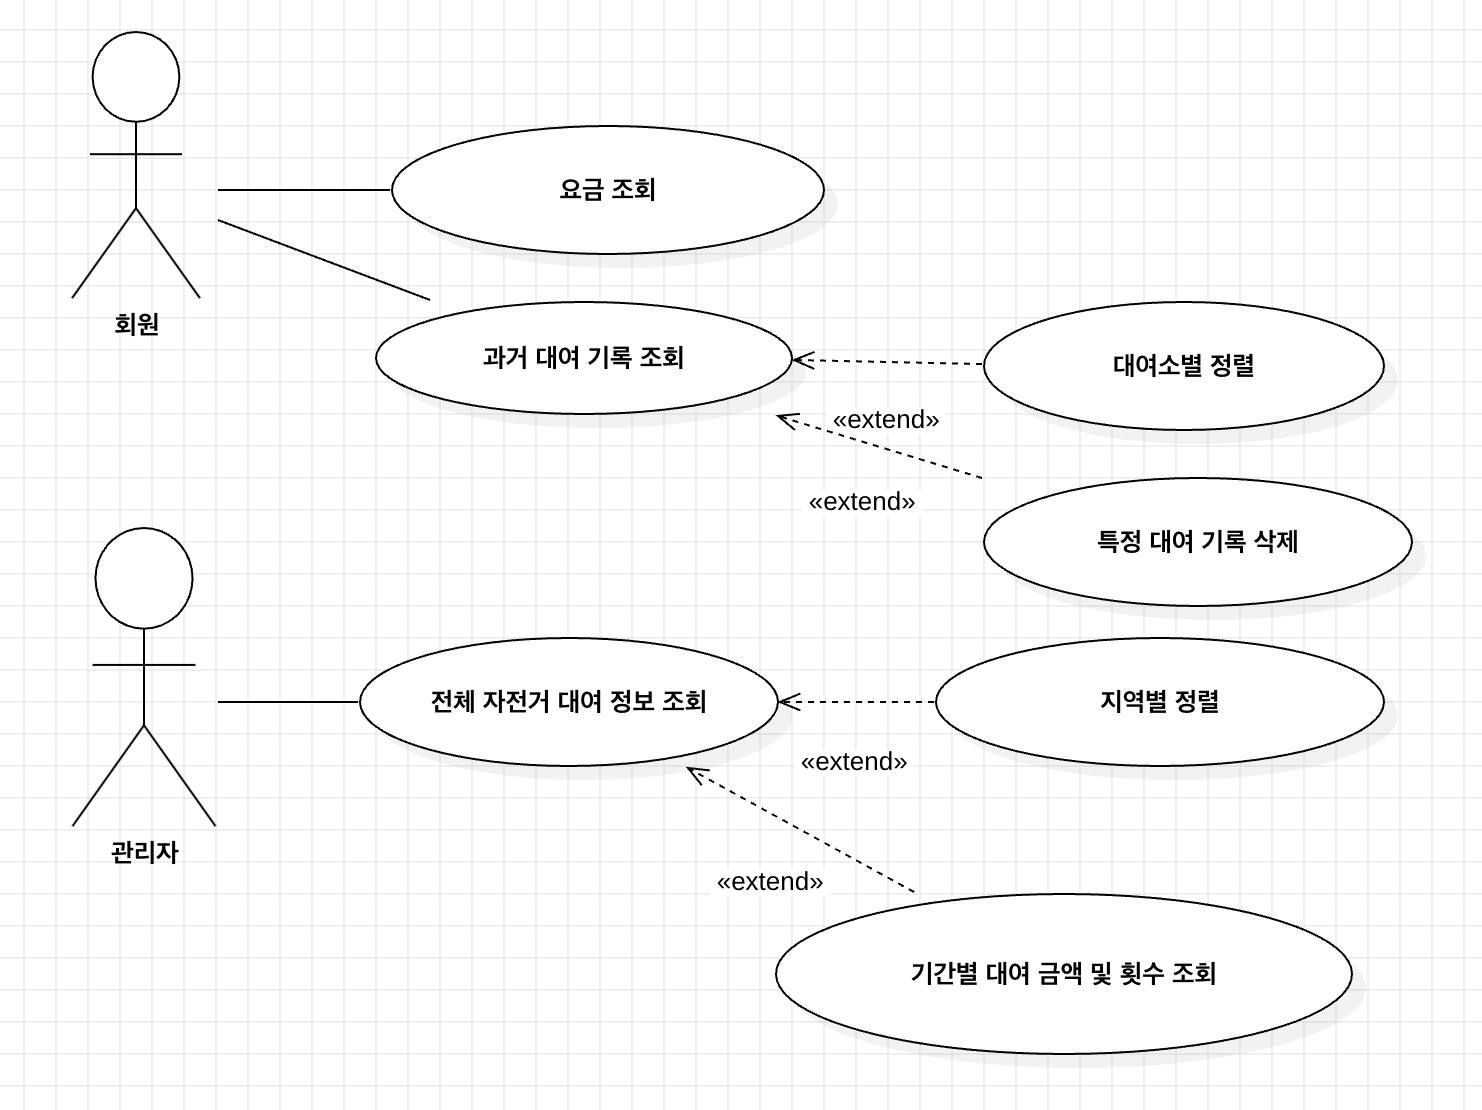 요금 조회
회원
과거 대여 기록 조회
대여소별 정렬
«extend»
«extend»
특정 대여 기록 삭제
전체 자전거 대여 정보 조회
지역별 정렬
«extend»
관리자
«extend»
기간별 대여 금액 및 횟수 조회